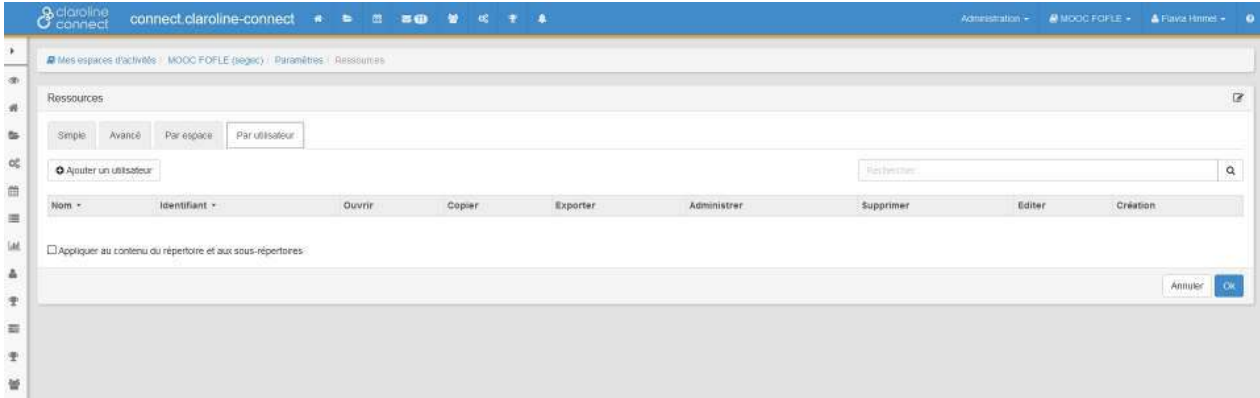 claroline connect
connect.claroline-connect
Administration MOOC FOFLE Flavia Himmel
Mes espaces d'activités / MOOC FOFLE (segec) / Paramètres / Ressources
Ressources
Simple Avancé Par espace Par utilisateur
Ajouter un utilisateur
Rechercher
Nom Identifiant Ouvrir Copier Exporter Administrer Supprimer Editer Création
Appliquer au contenu du répertoire et aux sous-répertoires
Annuler Ok